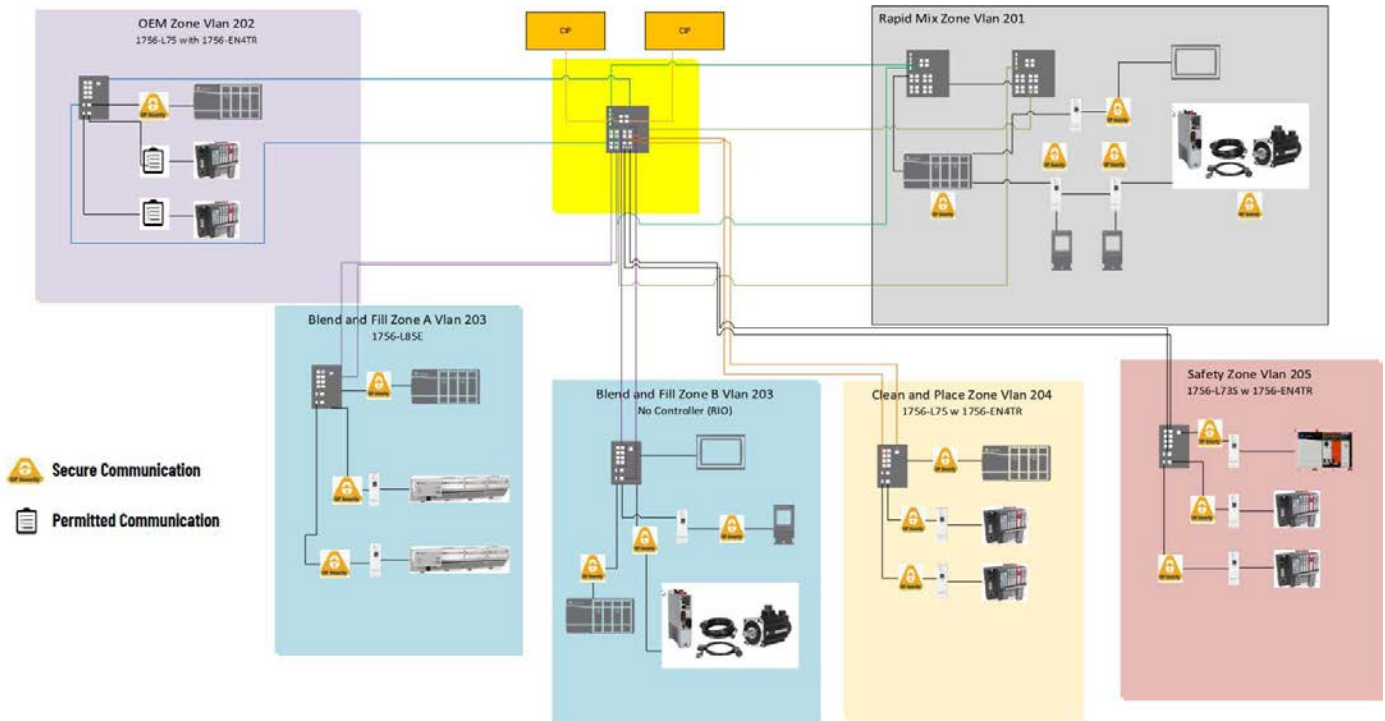 OEM Zone Vlan 202
1756-L75 with 1756-EN4TR
CIP
CIP
Rapid Mix Zone Vlan 201
Blend and Fill Zone A Vlan 203
1756-L85E
Blend and Fill Zone B Vlan 203
No Controller (RIO)
Clean and Place Zone Vlan 204
1756-L75 w 1756-EN4TR
Safety Zone Vlan 205
1756-L73S w 1756-EN4TR
Secure Communication
Permitted Communication